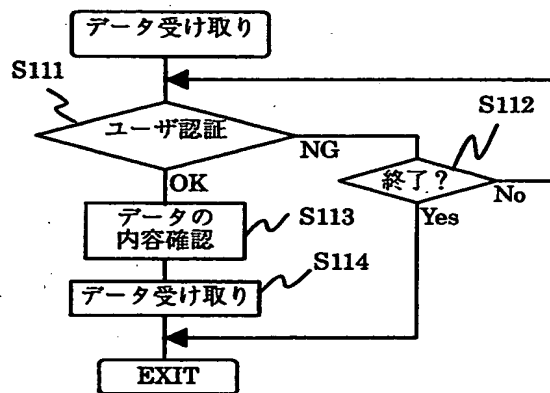 データ受け取り
S111
ユーザ認証
S112
NG
終了？
No
OK
Yes
データの
内容確認
S113
S114
データ受け取り
EXIT